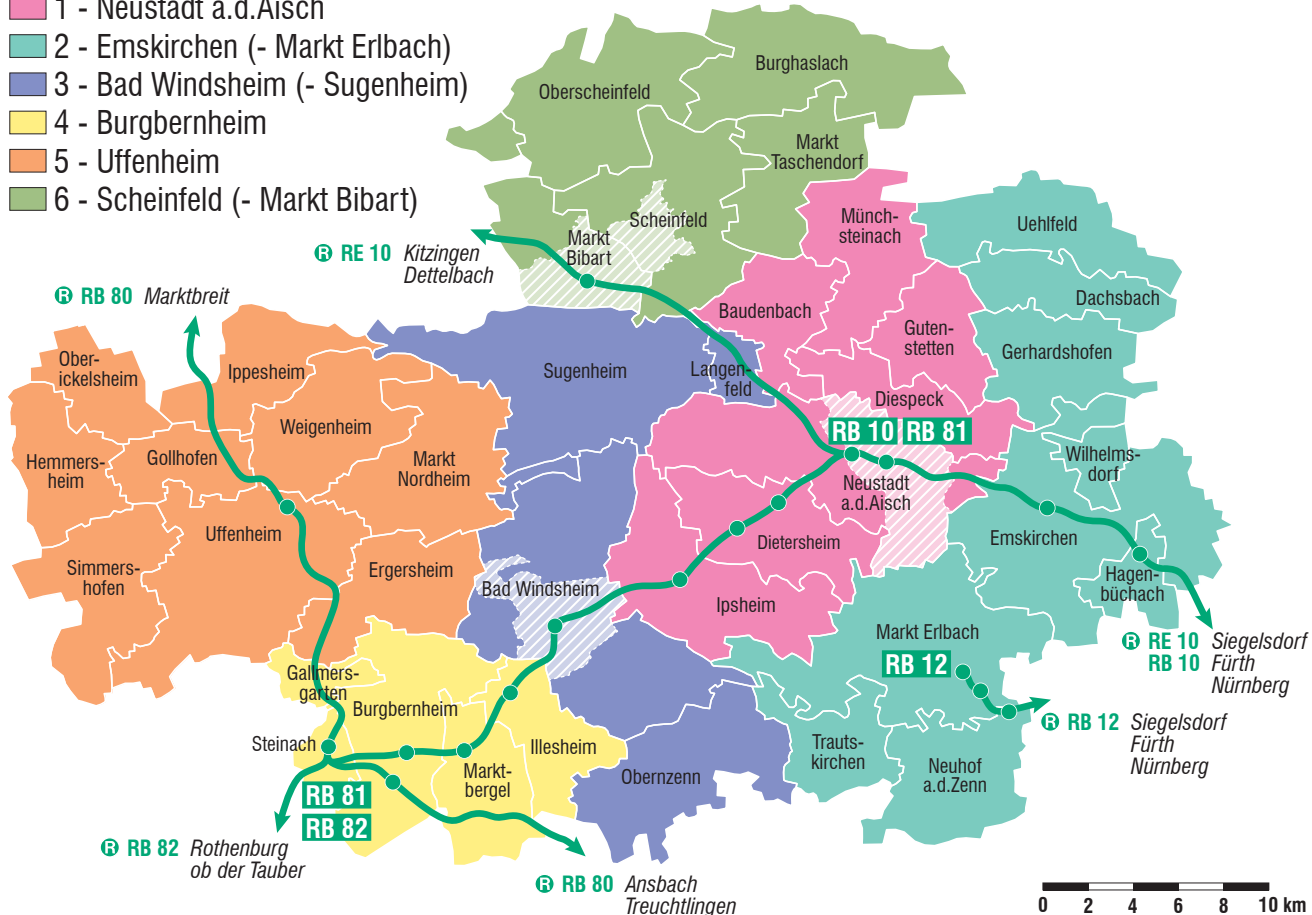 1 - Neustadt a.d.Aisch
2 - Emskirchen (- Markt Erlbach)
3 - Bad Windsheim (- Sugenheim)
4 - Burgbernheim
5 - Uffenheim
6 - Scheinfeld (- Markt Bibart)
Burghaslach
Oberscheinfeld
Markt
Taschendorf
Scheinfeld
Markt
Bibart
Münch-
steinach
Uehlfeld
R RE 10 Kitzingen
Dettelbach
R RB 80 Marktbreit
Dachsbach
Baudenbach
Guten-
stetten
Gerhardshofen
Ober-
ickelsheim
Ippesheim
Sugenheim
Langen-
feld
Diespeck
Weigenheim
RB 10 RB 81
Hemmers-
heim
Gollhofen
Markt
Nordheim
Wilhelms-
dorf
Neustadt
a.d.Aisch
Uffenheim
Emskirchen
Dietersheim
Simmers-
hofen
Ergersheim
Hagen-
büchach
Bad Windsheim
Ipsheim
Markt Erlbach
RB 12
R RE 10 Siegelsdorf
RB 10 Fürth
Nürnberg
Gallmers-
garten
Burgbernheim
R RB 12 Siegelsdorf
Fürth
Nürnberg
Steinach
Illesheim
Markt-
bergel
Trauts-
kirchen
Obernzenn
Neuhof
a.d.Zenn
RB 81
RB 82
R RB 82 Rothenburg
ob der Tauber
R RB 80 Ansbach
Treuchtlingen
0 2 4 6 8 10 km